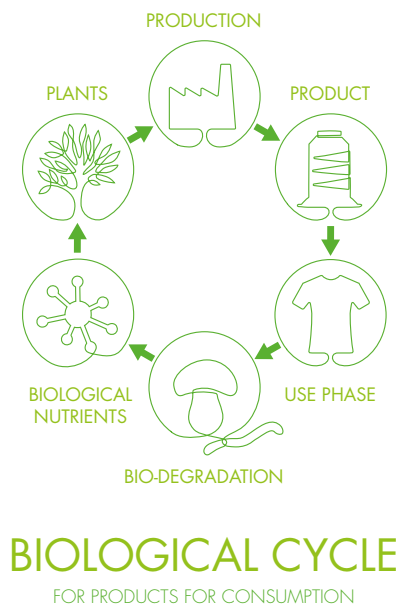 PRODUCTION
PLANTS
PRODUCT
BIOLOGICAL
NUTRIENTS
USE PHASE
BIO-DEGRADATION
BIOLOGICAL CYCLE
FOR PRODUCTS FOR CONSUMPTION